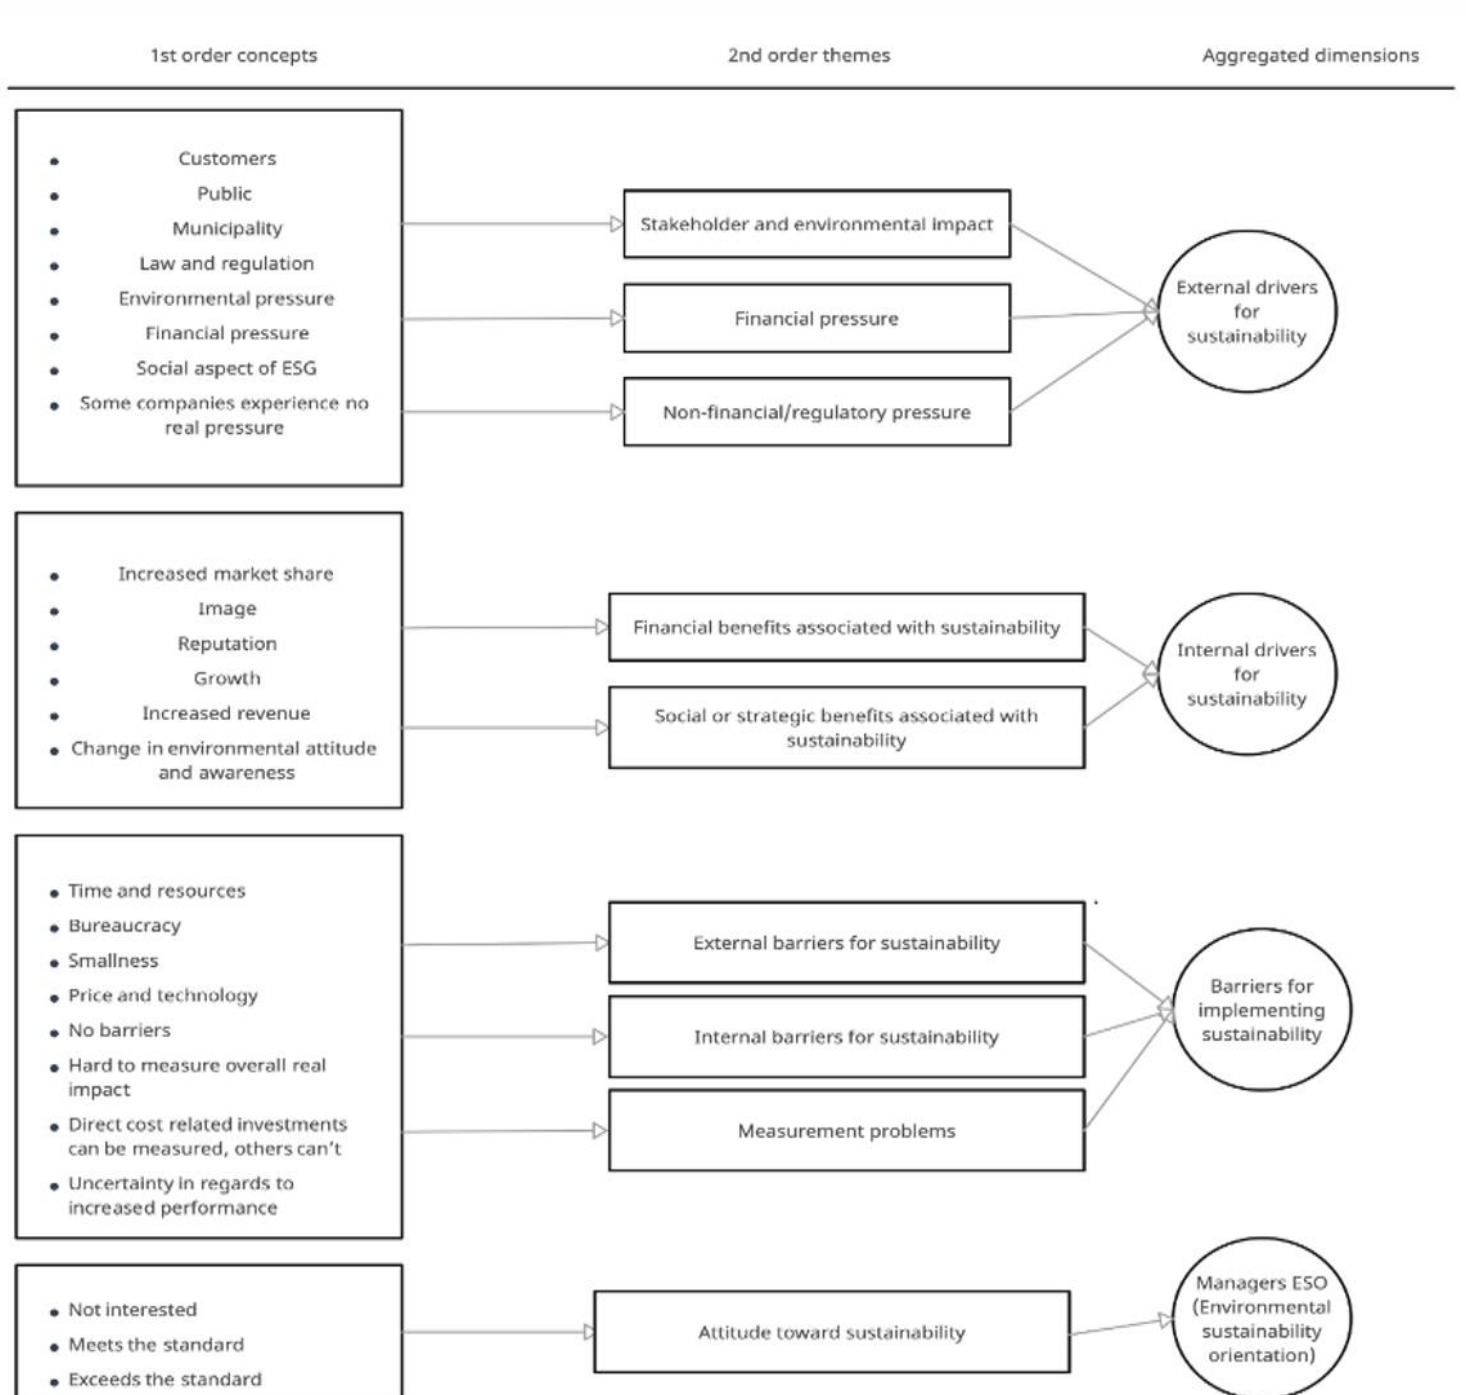 1st order concepts
2nd order themes
Aggregated dimensions
Customers
Public
Municipality
Law and regulation
Environmental pressure
Financial pressure
Social aspect of ESG
Some companies experience no
real pressure
Stakeholder and environmental impact
Financial pressure
Non-financial/regulatory pressure
External drivers
for
sustainability
Increased market share
Image
Reputation
Growth
Increased revenue
Change in environmental attitude
and awareness
Financial benefits associated with sustainability
Social or strategic benefits associated with
sustainability
Internal drivers
for
sustainability
Time and resources
Bureaucracy
Smallness
Price and technology
No barriers
Hard to measure overall real
impact
Direct cost related investments
can be measured, others can't
Uncertainty in regards to
increased performance
External barriers for sustainability
Internal barriers for sustainability
Measurement problems
Barriers for
implementing
sustainability
Not interested
Meets the standard
Exceeds the standard
Attitude toward sustainability
Managers ESO
(Environmental
sustainability
orientation)